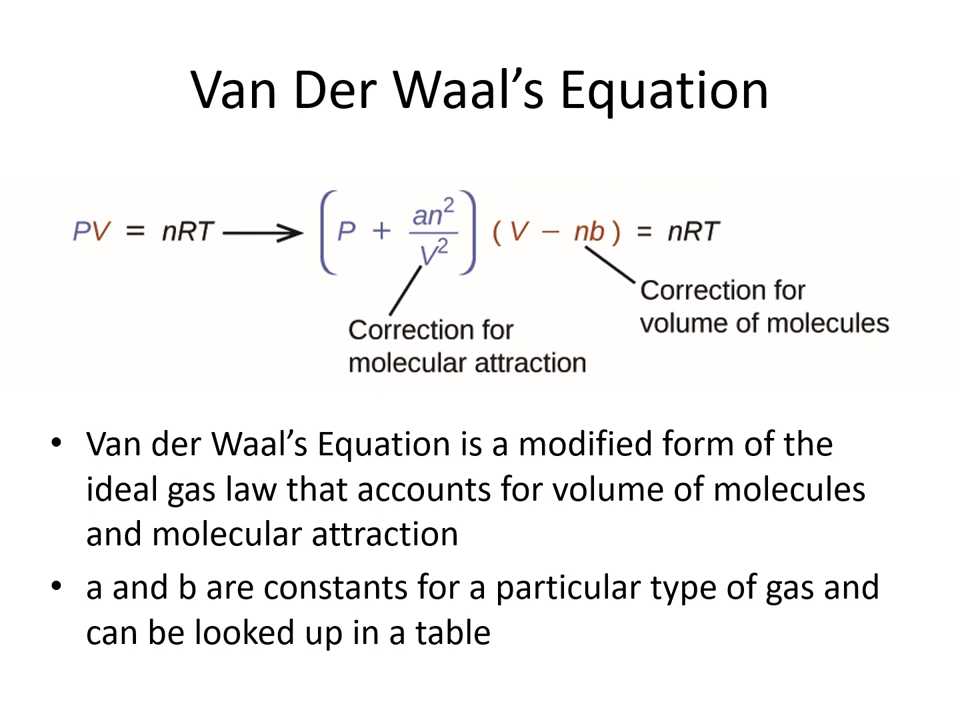 Van Der Waal’s Equation
PV = nRT ⟶ (P + an²/V²) (V − nb) = nRT
Correction for
volume of molecules
Correction for
molecular attraction
• Van der Waal’s Equation is a modified form of the
ideal gas law that accounts for volume of molecules
and molecular attraction
• a and b are constants for a particular type of gas and
can be looked up in a table